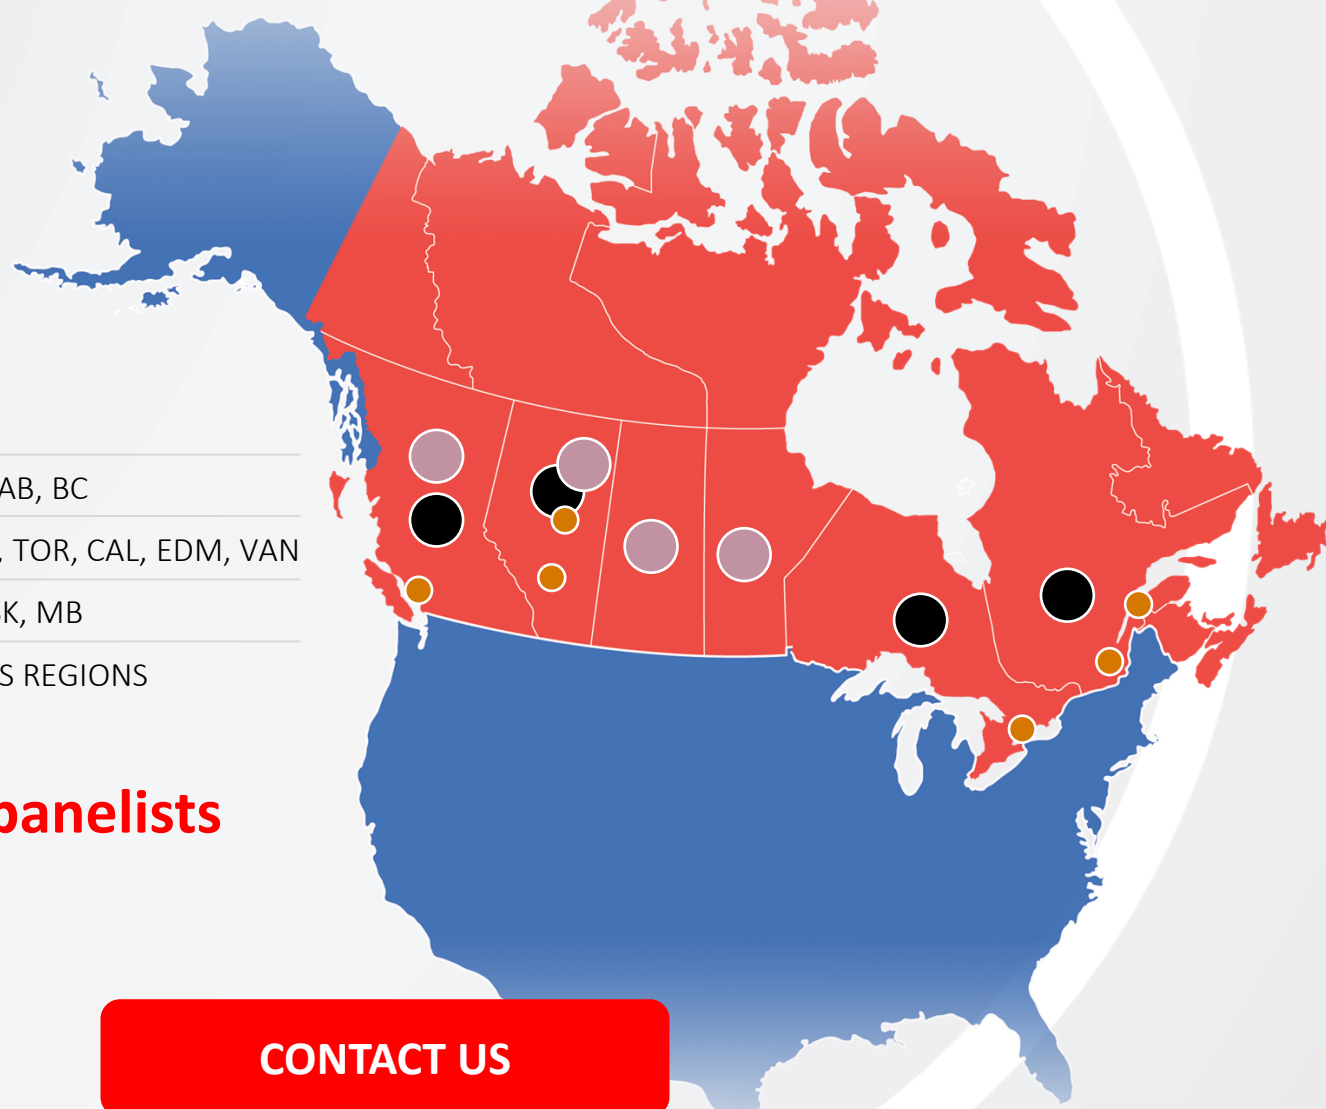 AB, BC
, TOR, CAL, EDM, VAN
K, MB
S REGIONS
panelists
CONTACT US